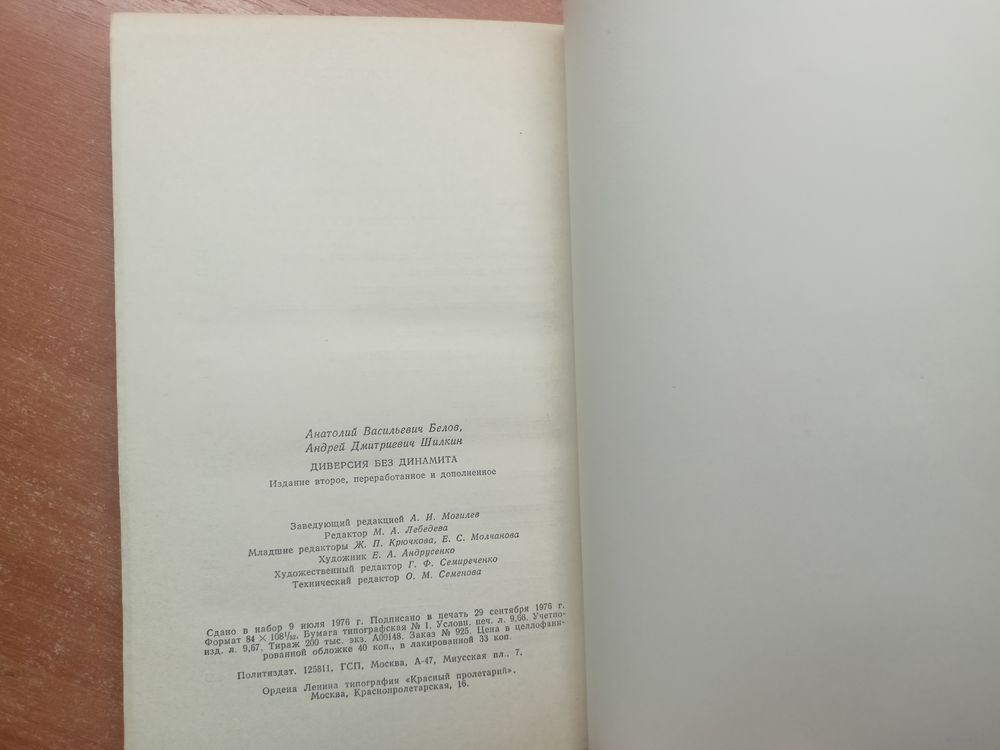 Анатолий Васильевич Белов,
Андрей Дмитриевич Шилкин
ДИВЕРСИЯ БЕЗ ДИНАМИТА
Издание второе, переработанное и дополненное
Заведующий редакцией А. И. Могилев
Редактор М. А. Лебедева
Младшие редакторы Ж. П. Крючкова, Е. С. Молчанова
Художник Е. А. Андрусенко
Художественный редактор Г. Ф. Семиреченко
Технический редактор О. М. Семенова
Сдано в набор 9 июля 1976 г. Подписано в печать 29 сентября 1976 г.
Формат 84 × 108¹/₃₂. Бумага типографская № 1. Условн. печ. л. 9,66. Учетно-
изд. л. 9,67. Тираж 200 тыс. экз. А00148. Заказ № 925. Цена в целлофани-
рованной обложке 40 коп., в лакированной 33 коп.
Политиздат. 125811, ГСП, Москва, А-47, Миусская пл., 7.
Ордена Ленина типография «Красный пролетарий».
Москва, Краснопролетарская, 16.